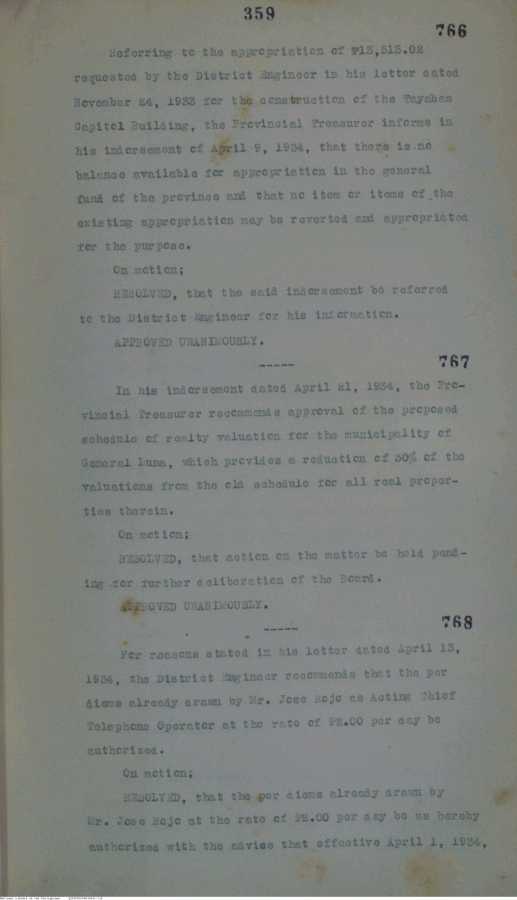 359
766
Referring to the appropriation of ₱13,513.02
requested by the District Engineer in his letter dated
November 24, 1933 for the construction of the Tayabas
Capitol Building, the Provincial Treasurer informs in
his indorsement of April 9, 1934, that there is no
balance available for appropriation in the general
fund of the province and that no item or items of the
existing appropriation may be reverted and appropriated
for the purpose.
On motion;
RESOLVED, that the said indorsement be referred
to the District Engineer for his information.
APPROVED UNANIMOUSLY.
-----
767
In his indorsement dated April 21, 1934, the Pro-
vincial Treasurer recommends approval of the proposed
schedule of realty valuation for the municipality of
General Luna, which provides a reduction of 30% of the
valuations from the old schedule for all real proper-
ties therein.
On motion;
RESOLVED, that action on the matter be held pend-
ing for further deliberation of the Board.
APPROVED UNANIMOUSLY.
-----
768
For reasons stated in his letter dated April 13,
1934, the District Engineer recommends that the per
diems already drawn by Mr. Jose Rojo as Acting Chief
Telephone Operator at the rate of ₱2.00 per day be
authorized.
On motion;
RESOLVED, that the per diems already drawn by
Mr. Jose Rojo at the rate of ₱2.00 per day be as hereby
authorized with the advise that effective April 1, 1934,